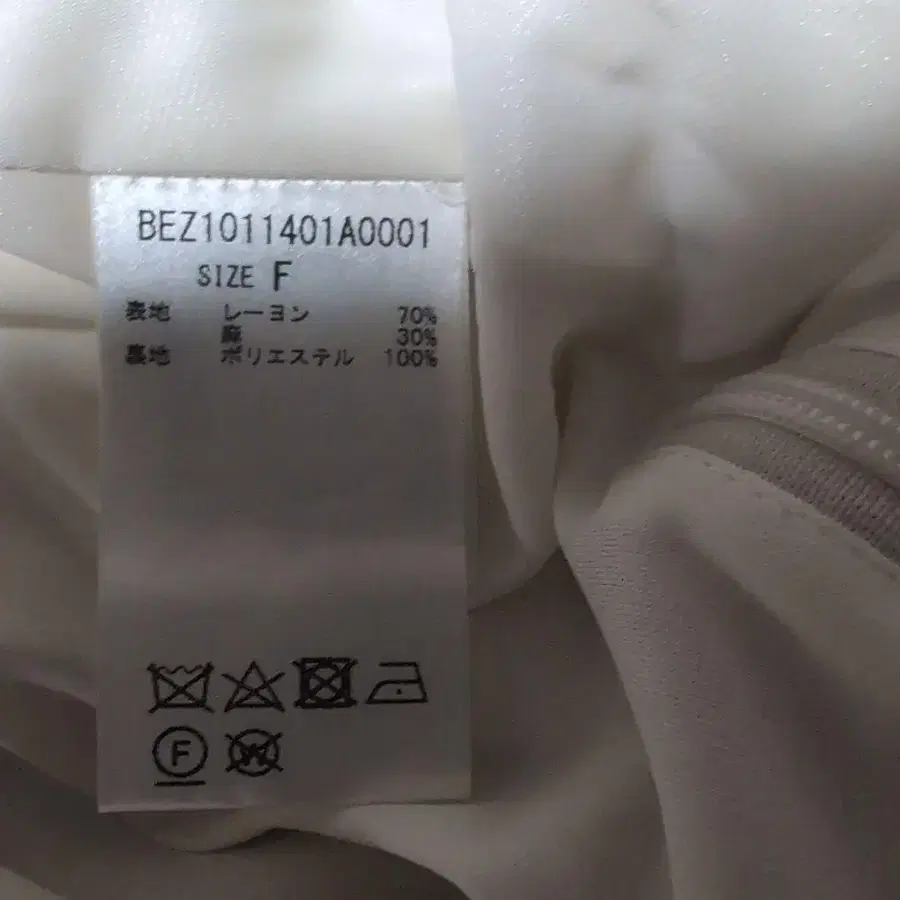 BEZ1011401A0001
SIZE F
表地 レーヨン 70%
麻 30%
裏地 ポリエステル 100%
F
W